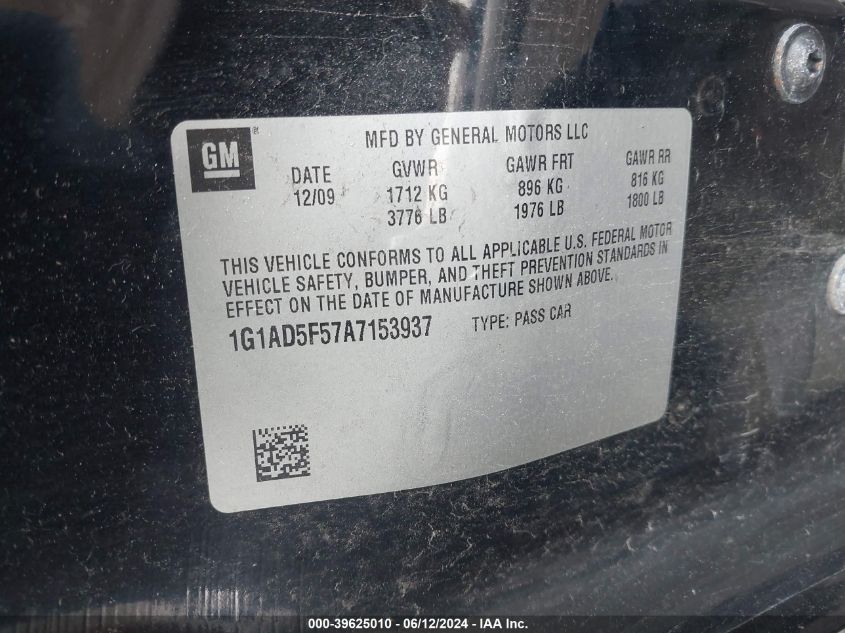 GM ®
MFD BY GENERAL MOTORS LLC
DATE GVWR GAWR FRT GAWR RR
12/09 1712 KG 896 KG 816 KG
3776 LB 1976 LB 1800 LB
THIS VEHICLE CONFORMS TO ALL APPLICABLE U.S. FEDERAL MOTOR
VEHICLE SAFETY, BUMPER, AND THEFT PREVENTION STANDARDS IN
EFFECT ON THE DATE OF MANUFACTURE SHOWN ABOVE.
1G1AD5F57A7153937 TYPE: PASS CAR
000-39625010 - 06/12/2024 - IAA Inc.